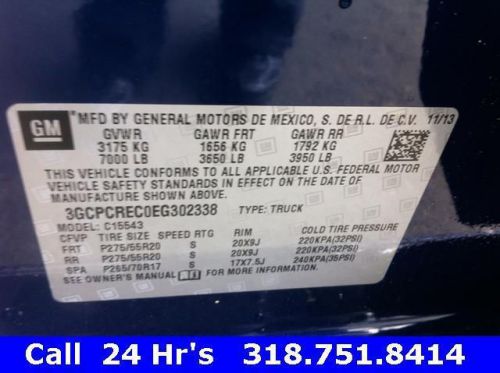 GM
MFD BY GENERAL MOTORS DE MEXICO, S. DE R.L. DE C.V. 11/13
GVWR GAWR FRT GAWR RR
3175 KG 1656 KG 1792 KG
7000 LB 3650 LB 3950 LB
THIS VEHICLE CONFORMS TO ALL APPLICABLE U.S. FEDERAL MOTOR
VEHICLE SAFETY STANDARDS IN EFFECT ON THE DATE OF
MANUFACTURE SHOWN ABOVE.
3GCPCREC0EG302338 TYPE: TRUCK
MODEL: C15543
CFVP TIRE SIZE SPEED RTG RIM COLD TIRE PRESSURE
FRT P275/55R20 S 20X9J 220KPA(32PSI)
RR P275/55R20 S 20X9J 220KPA(32PSI)
SPA P265/70R17 S 17X7.5J 240KPA(35PSI)
SEE OWNER'S MANUAL
Call 24 Hr's 318.751.8414